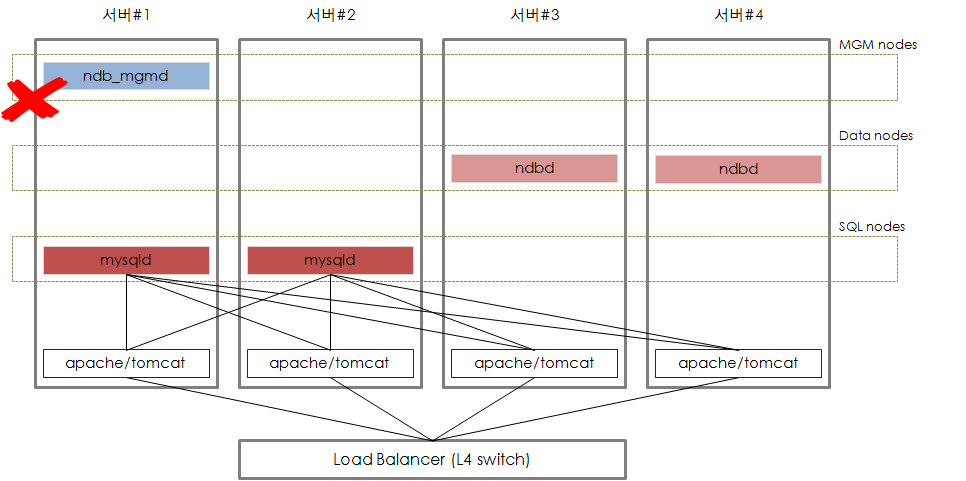 서버#1
서버#2
서버#3
서버#4
MGM nodes
ndb_mgmd
Data nodes
ndbd
ndbd
SQL nodes
mysqld
mysqld
apache/tomcat
apache/tomcat
apache/tomcat
apache/tomcat
Load Balancer (L4 switch)